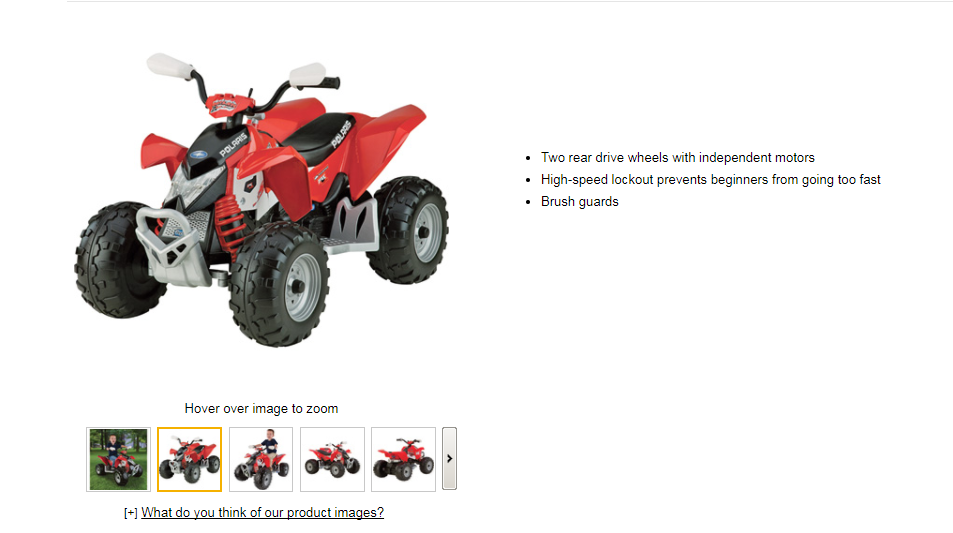 POLARIS
POLARIS
Two rear drive wheels with independent motors
High-speed lockout prevents beginners from going too fast
Brush guards
Hover over image to zoom
[+] What do you think of our product images?